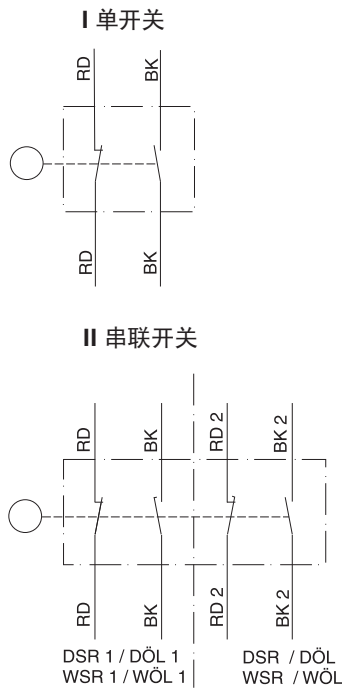 I 单开关
RD
BK
RD
BK
II 串联开关
RD
BK
RD 2
BK 2
RD
BK
RD 2
BK 2
DSR 1 / DÖL 1
WSR 1 / WÖL 1
DSR / DÖL
WSR / WÖL